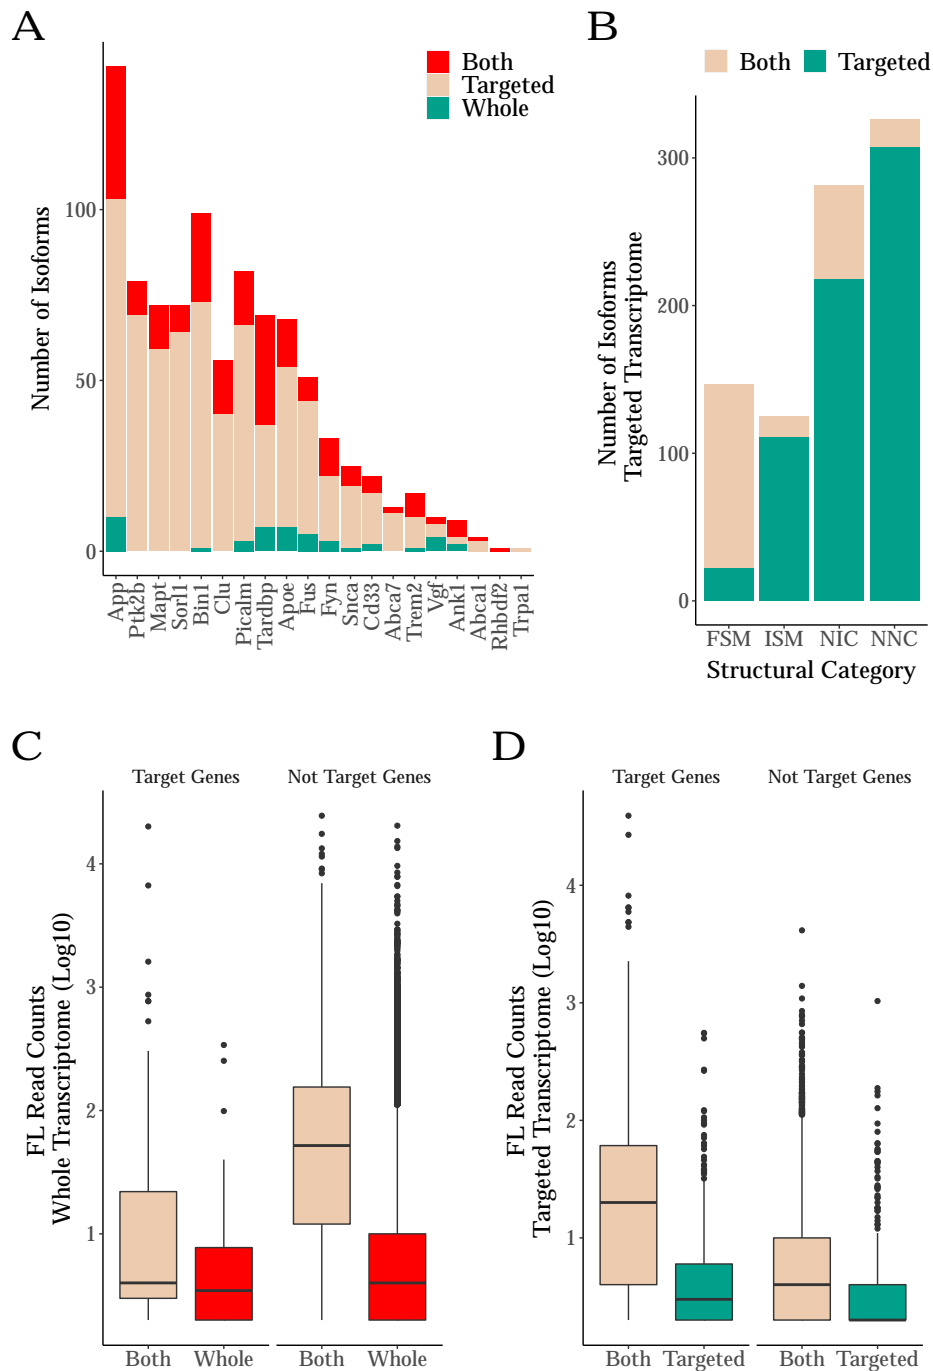 A
Both
Targeted
Whole
Number of Isoforms
100
50
0
App
Ptk2b
Mapt
Sorl1
Bin1
Clu
Picalm
Tardbp
Apoe
Fus
Fyn
Snca
Cd33
Abca7
Trem2
Vgf
Ank1
Abca1
Rhbdf2
Trpa1
B
Both Targeted
Number of Isoforms
Targeted Transcriptome
300
200
100
0
FSM ISM NIC NNC
Structural Category
C
Target Genes Not Target Genes
FL Read Counts
Whole Transcriptome (Log10)
4
3
2
1
Both Whole Both Whole
D
Target Genes Not Target Genes
FL Read Counts
Targeted Transcriptome (Log10)
4
3
2
1
Both Targeted Both Targeted